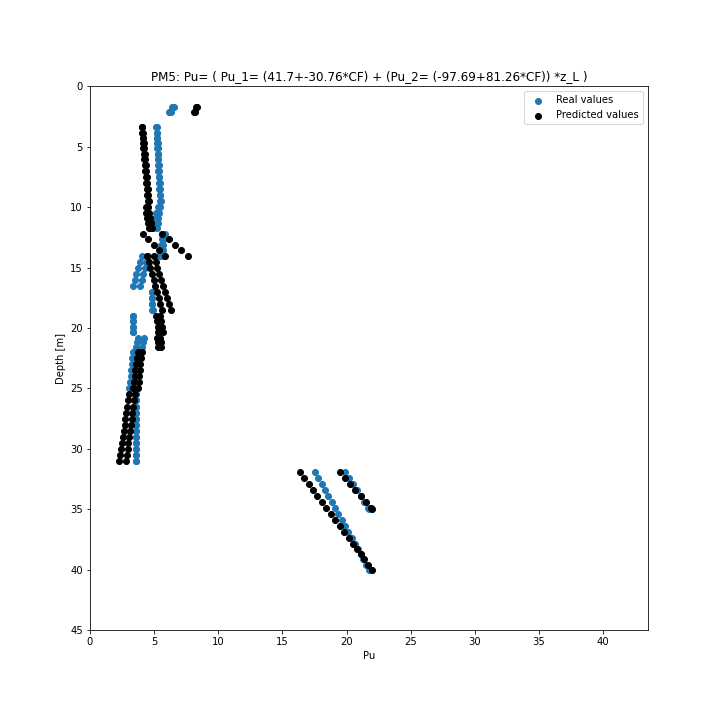 PM5: Pu= ( Pu_1= (41.7+-30.76*CF) + (Pu_2= (-97.69+81.26*CF)) *z_L )
Real values
Predicted values
0
5
10
15
20
25
30
35
40
45
Depth [m]
0 5 10 15 20 25 30 35 40
Pu